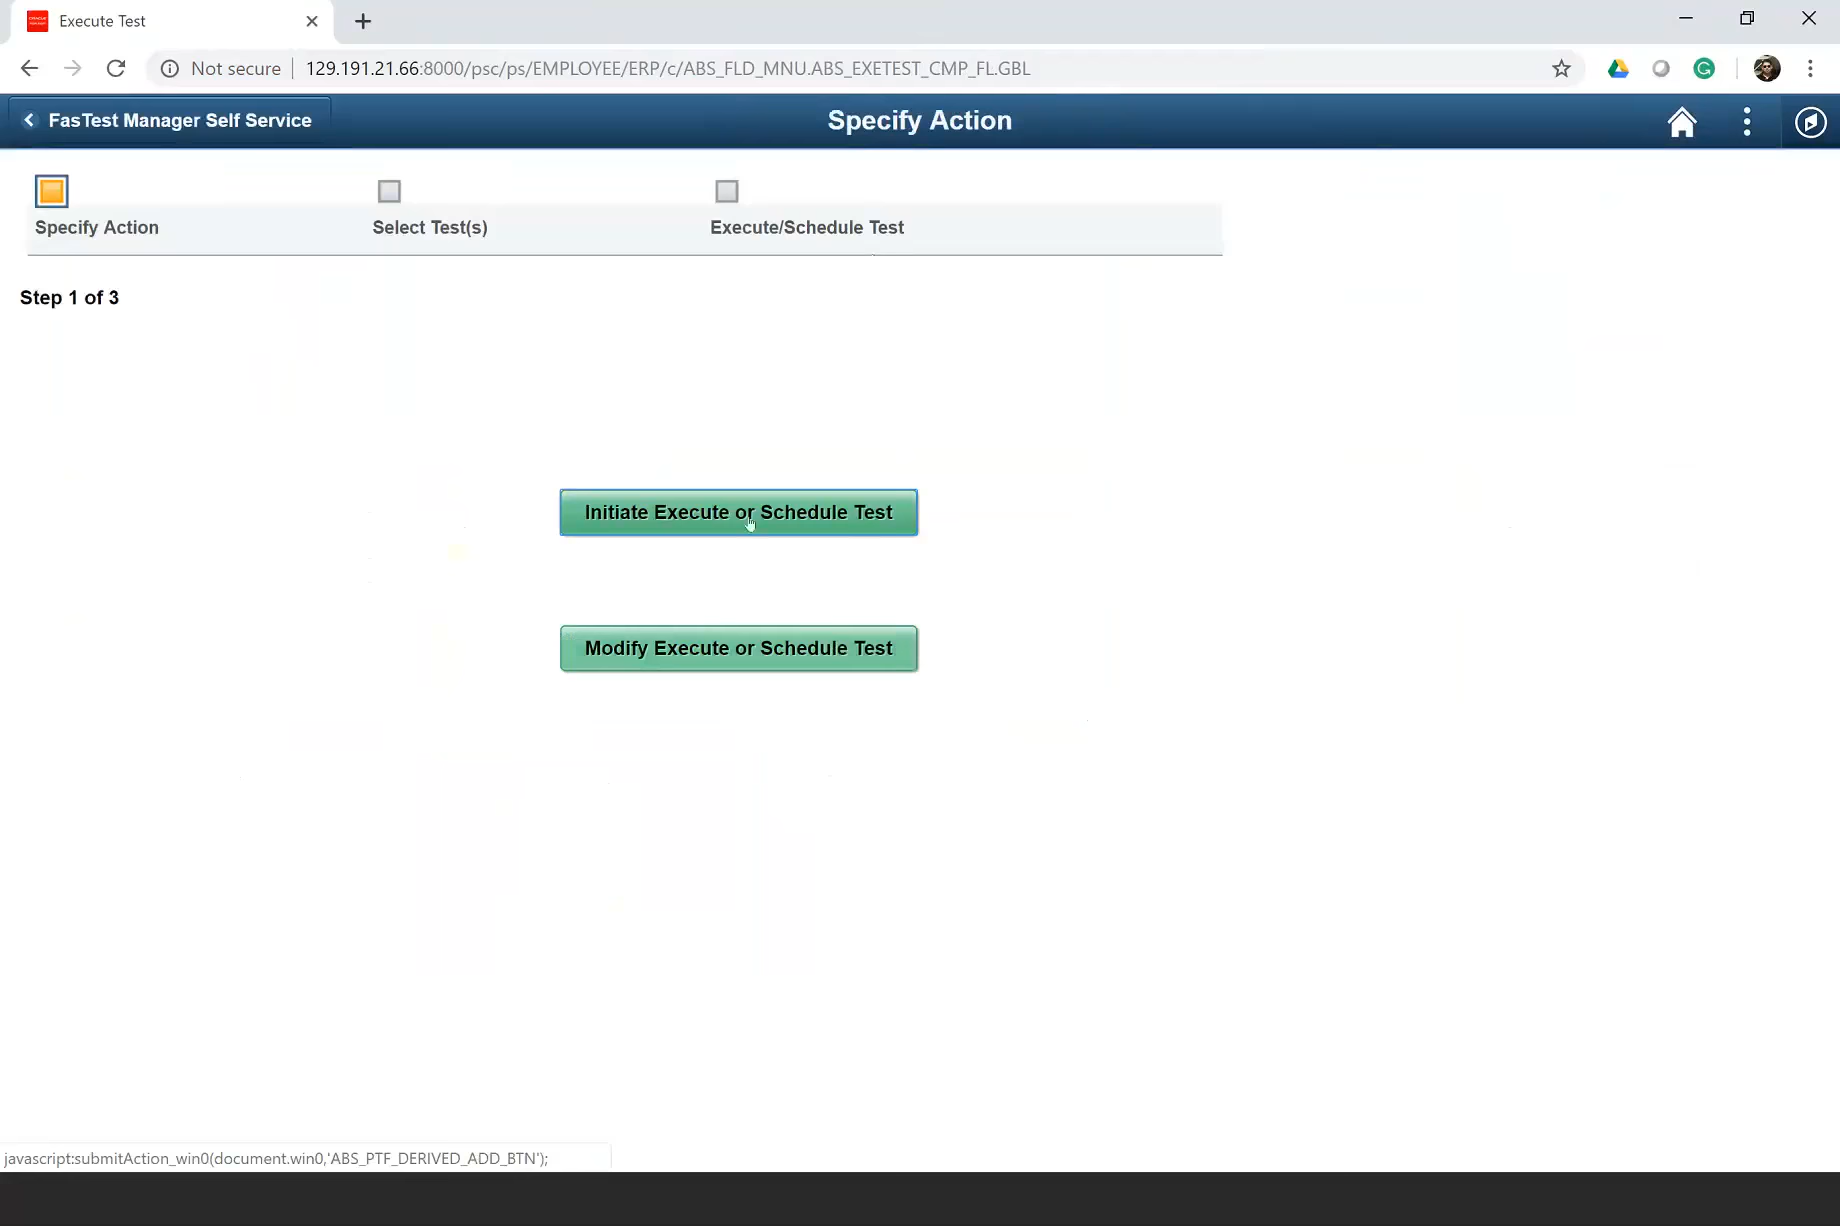 Execute Test
Not secure 129.191.21.66:8000/psc/ps/EMPLOYEE/ERP/c/ABS_FLD_MNU.ABS_EXETEST_CMP_FL.GBL
FasTest Manager Self Service
Specify Action
Specify Action
Select Test(s)
Execute/Schedule Test
Step 1 of 3
Initiate Execute or Schedule Test
Modify Execute or Schedule Test
javascript:submitAction_win0(document.win0,'ABS_PTF_DERIVED_ADD_BTN');